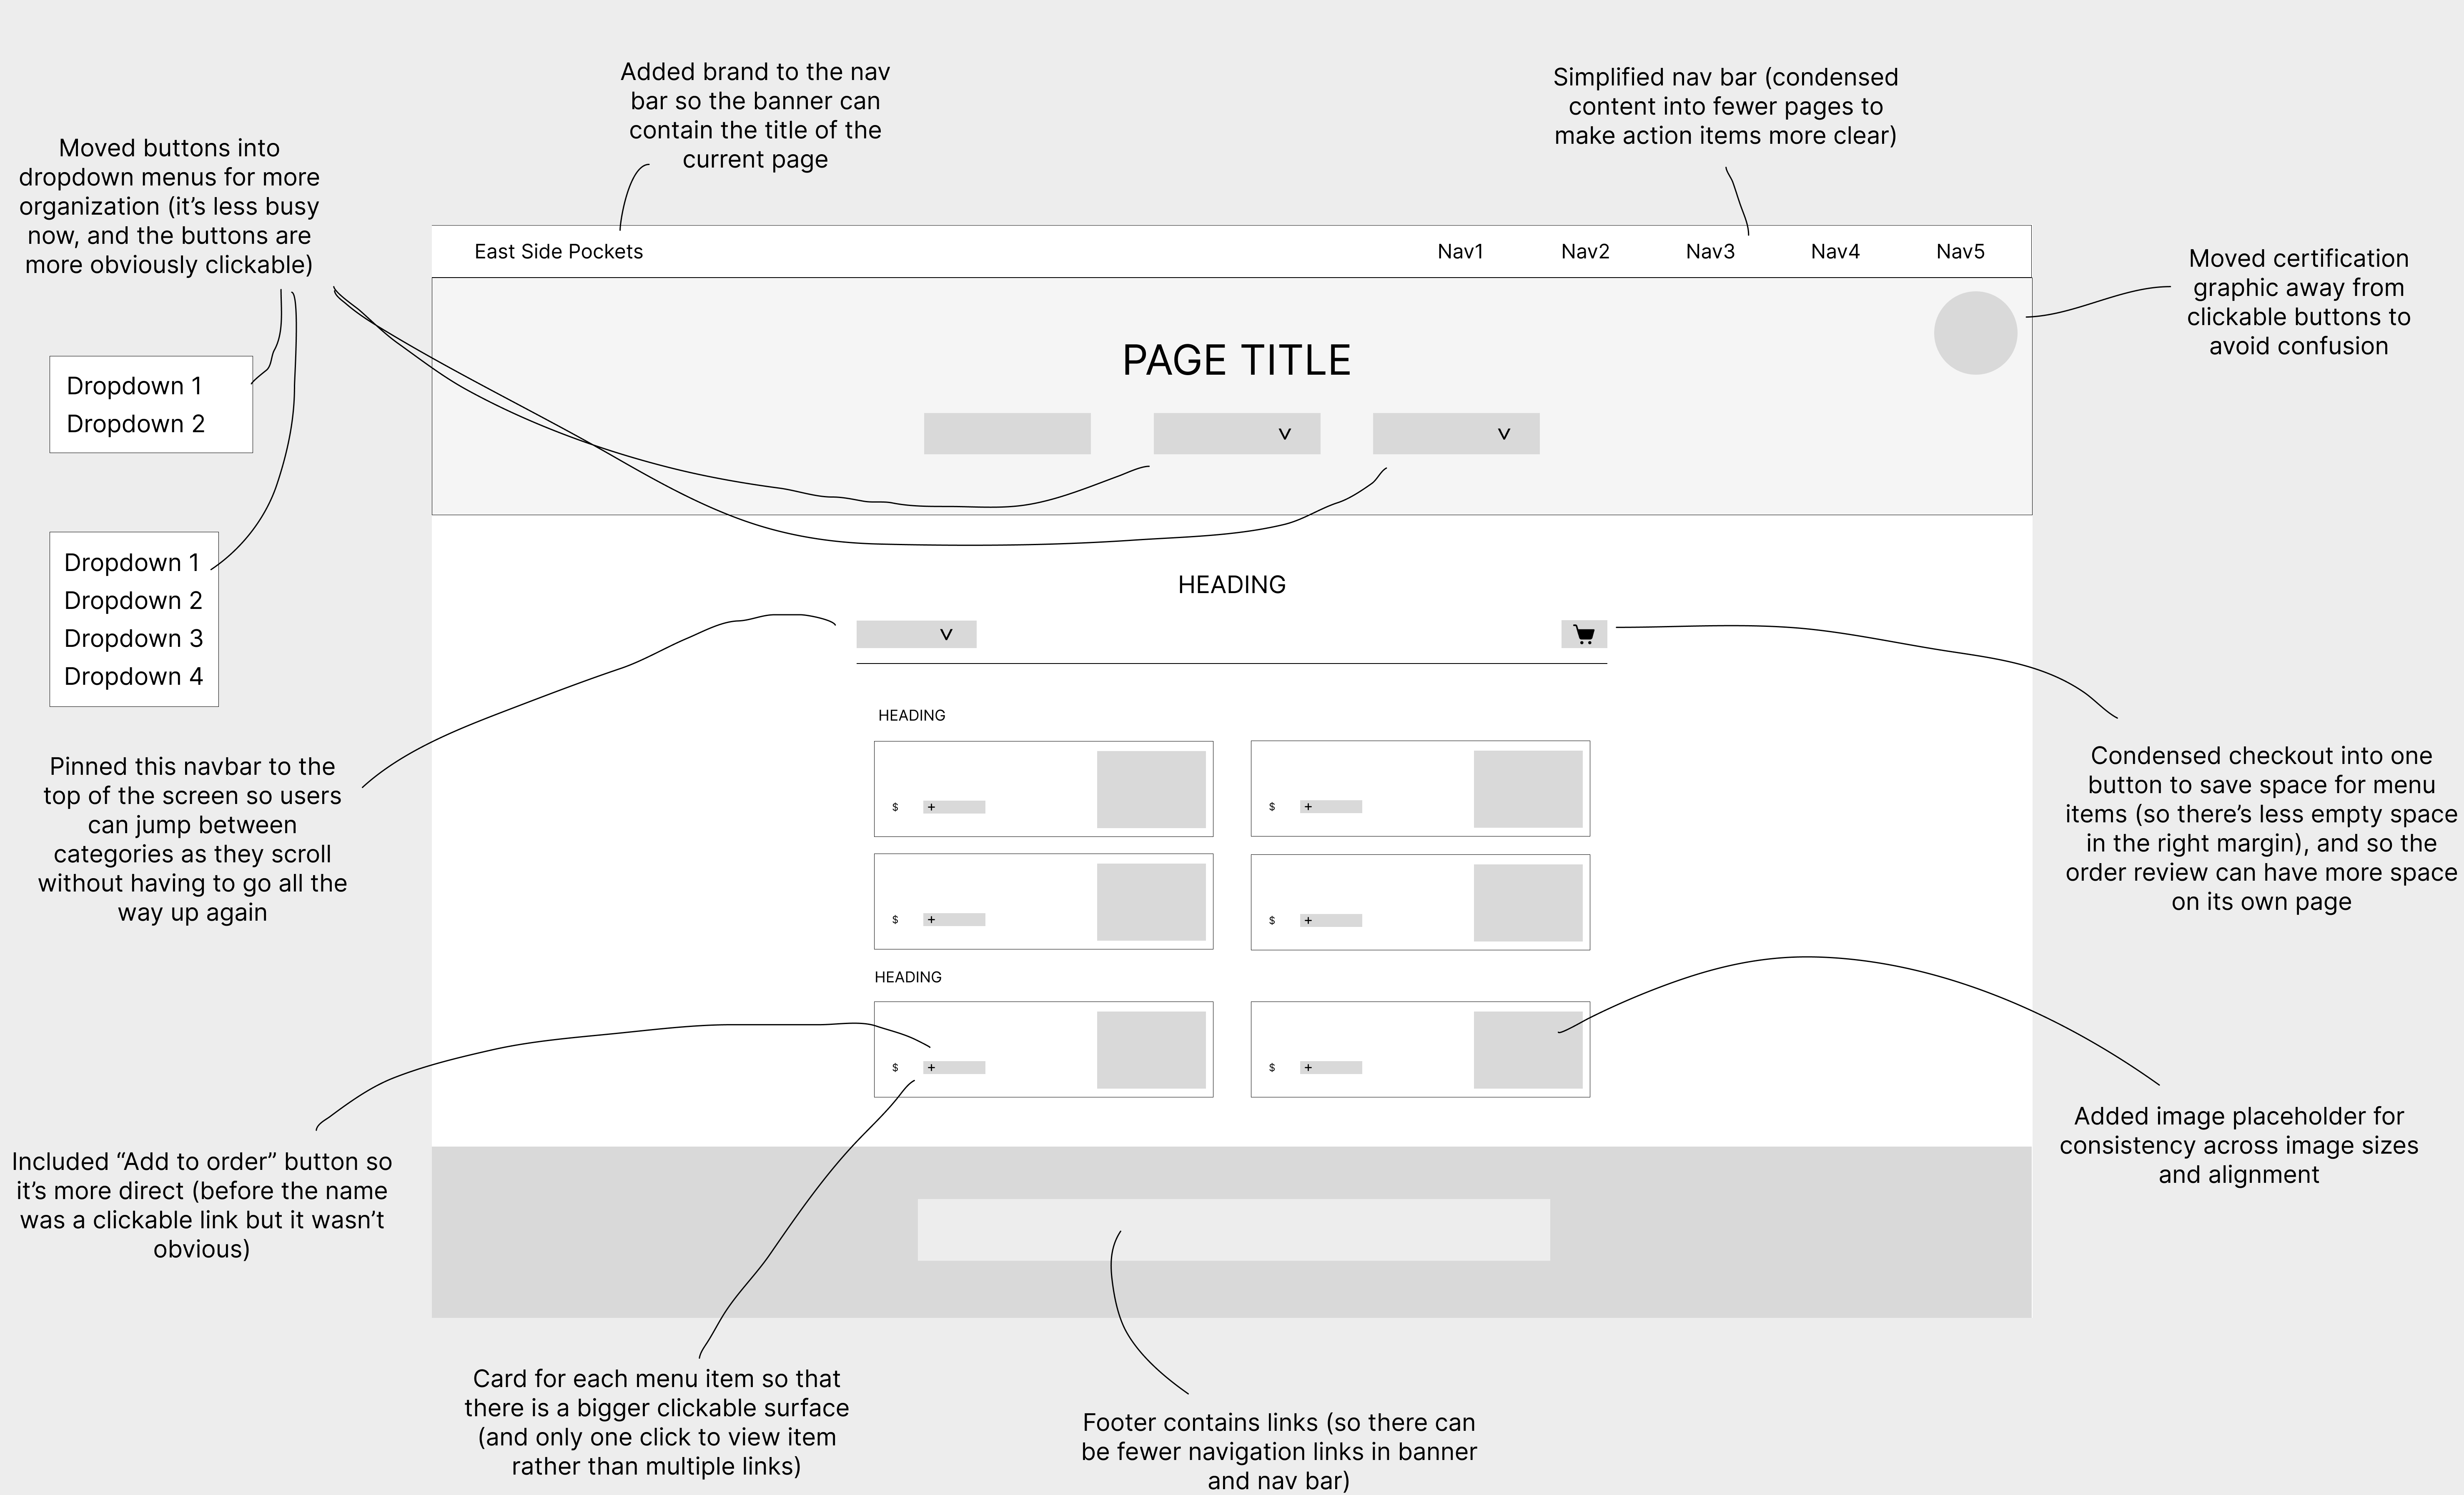 Added brand to the nav
bar so the banner can
contain the title of the
current page
Simplified nav bar (condensed
content into fewer pages to
make action items more clear)
Moved buttons into
dropdown menus for more
organization (it’s less busy
now, and the buttons are
more obviously clickable)
East Side Pockets
Nav1 Nav2 Nav3 Nav4 Nav5
Moved certification
graphic away from
clickable buttons to
avoid confusion
PAGE TITLE
Dropdown 1
Dropdown 2
v v
Dropdown 1
Dropdown 2
Dropdown 3
Dropdown 4
HEADING
v
Pinned this navbar to the
top of the screen so users
can jump between
categories as they scroll
without having to go all the
way up again
Condensed checkout into one
button to save space for menu
items (so there’s less empty space
in the right margin), and so the
order review can have more space
on its own page
HEADING
$ + $ +
$ + $ +
HEADING
$ + $ +
Added image placeholder for
consistency across image sizes
and alignment
Included “Add to order” button so
it’s more direct (before the name
was a clickable link but it wasn’t
obvious)
Card for each menu item so that
there is a bigger clickable surface
(and only one click to view item
rather than multiple links)
Footer contains links (so there can
be fewer navigation links in banner
and nav bar)